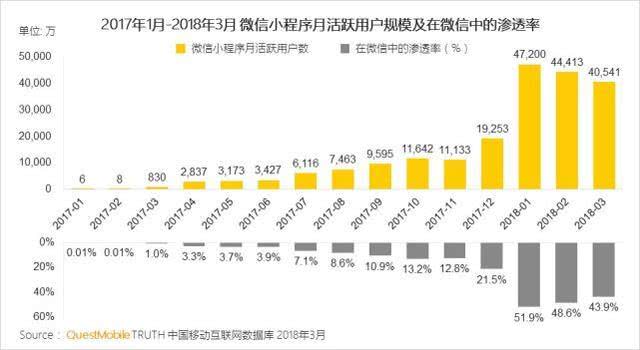 2017年1月-2018年3月 微信小程序月活跃用户规模及在微信中的渗透率
单位: 万
微信小程序月活跃用户数 在微信中的渗透率（%）
50,000
40,000
30,000
20,000
10,000
0
6 8 830 2,837 3,173 3,427 6,116 7,463 9,595 11,642 11,133 19,253 47,200 44,413 40,541
2017-01 2017-02 2017-03 2017-04 2017-05 2017-06 2017-07 2017-08 2017-09 2017-10 2017-11 2017-12 2018-01 2018-02 2018-03
0%
20%
40%
60%
0.01% 0.01% 1.0% 3.3% 3.7% 3.9% 7.1% 8.6% 10.9% 13.2% 12.8% 21.5% 51.9% 48.6% 43.9%
Source： QuestMobile TRUTH 中国移动互联网数据库 2018年3月